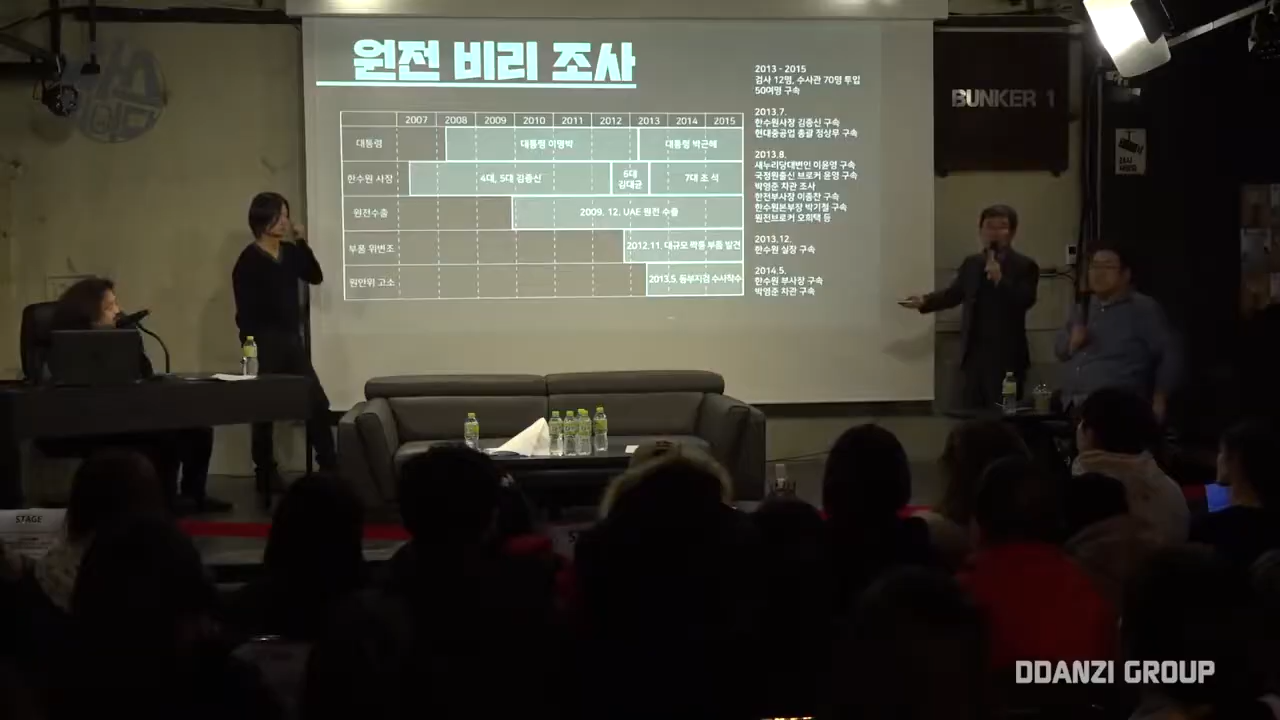 원전 비리 조사
2007 2008 2009 2010 2011 2012 2013 2014 2015
대통령 대통령 이명박 대통령 박근혜
한수원 사장 4대, 5대 김종신 6대 김대균 7대 조 석
원전수출 2009. 12. UAE 원전 수출
부품 위변조 2012.11. 대규모 짝퉁 부품 발견
원안위 고소 2013.5. 동부지검 수사착수
2013 - 2015
검사 12명, 수사관 70명 투입
50여명 구속
2013.7.
한수원사장 김종신 구속
현대중공업 총괄 정상무 구속
2013.8.
새누리당대변인 이윤영 구속
국정원출신 브로커 윤영 구속
박영준 차관 조사
한전부사장 이종찬 구속
한수원본부장 박기철 구속
원전브로커 오희택 등
2013.12.
한수원 실장 구속
2014.5.
한수원 부사장 구속
박영준 차관 구속
BUNKER 1
STAGE
DDANZI GROUP